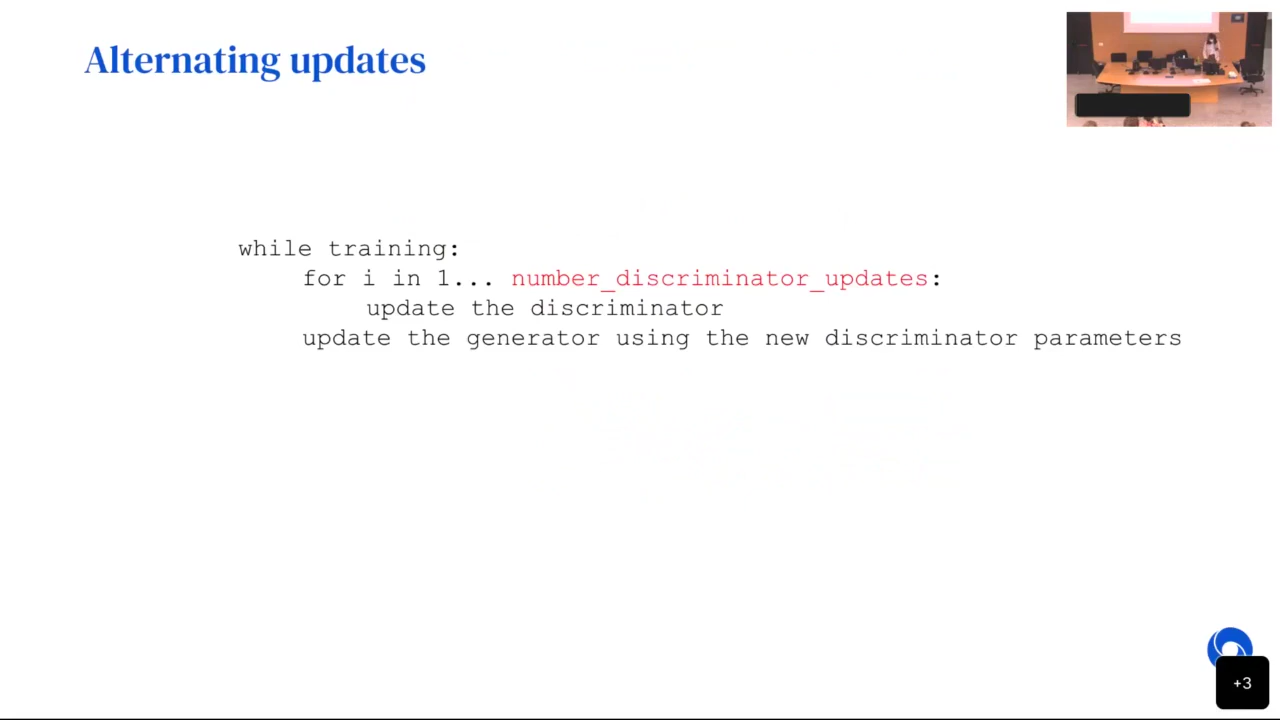 Alternating updates
while training:
for i in 1... number_discriminator_updates:
update the discriminator
update the generator using the new discriminator parameters
+3